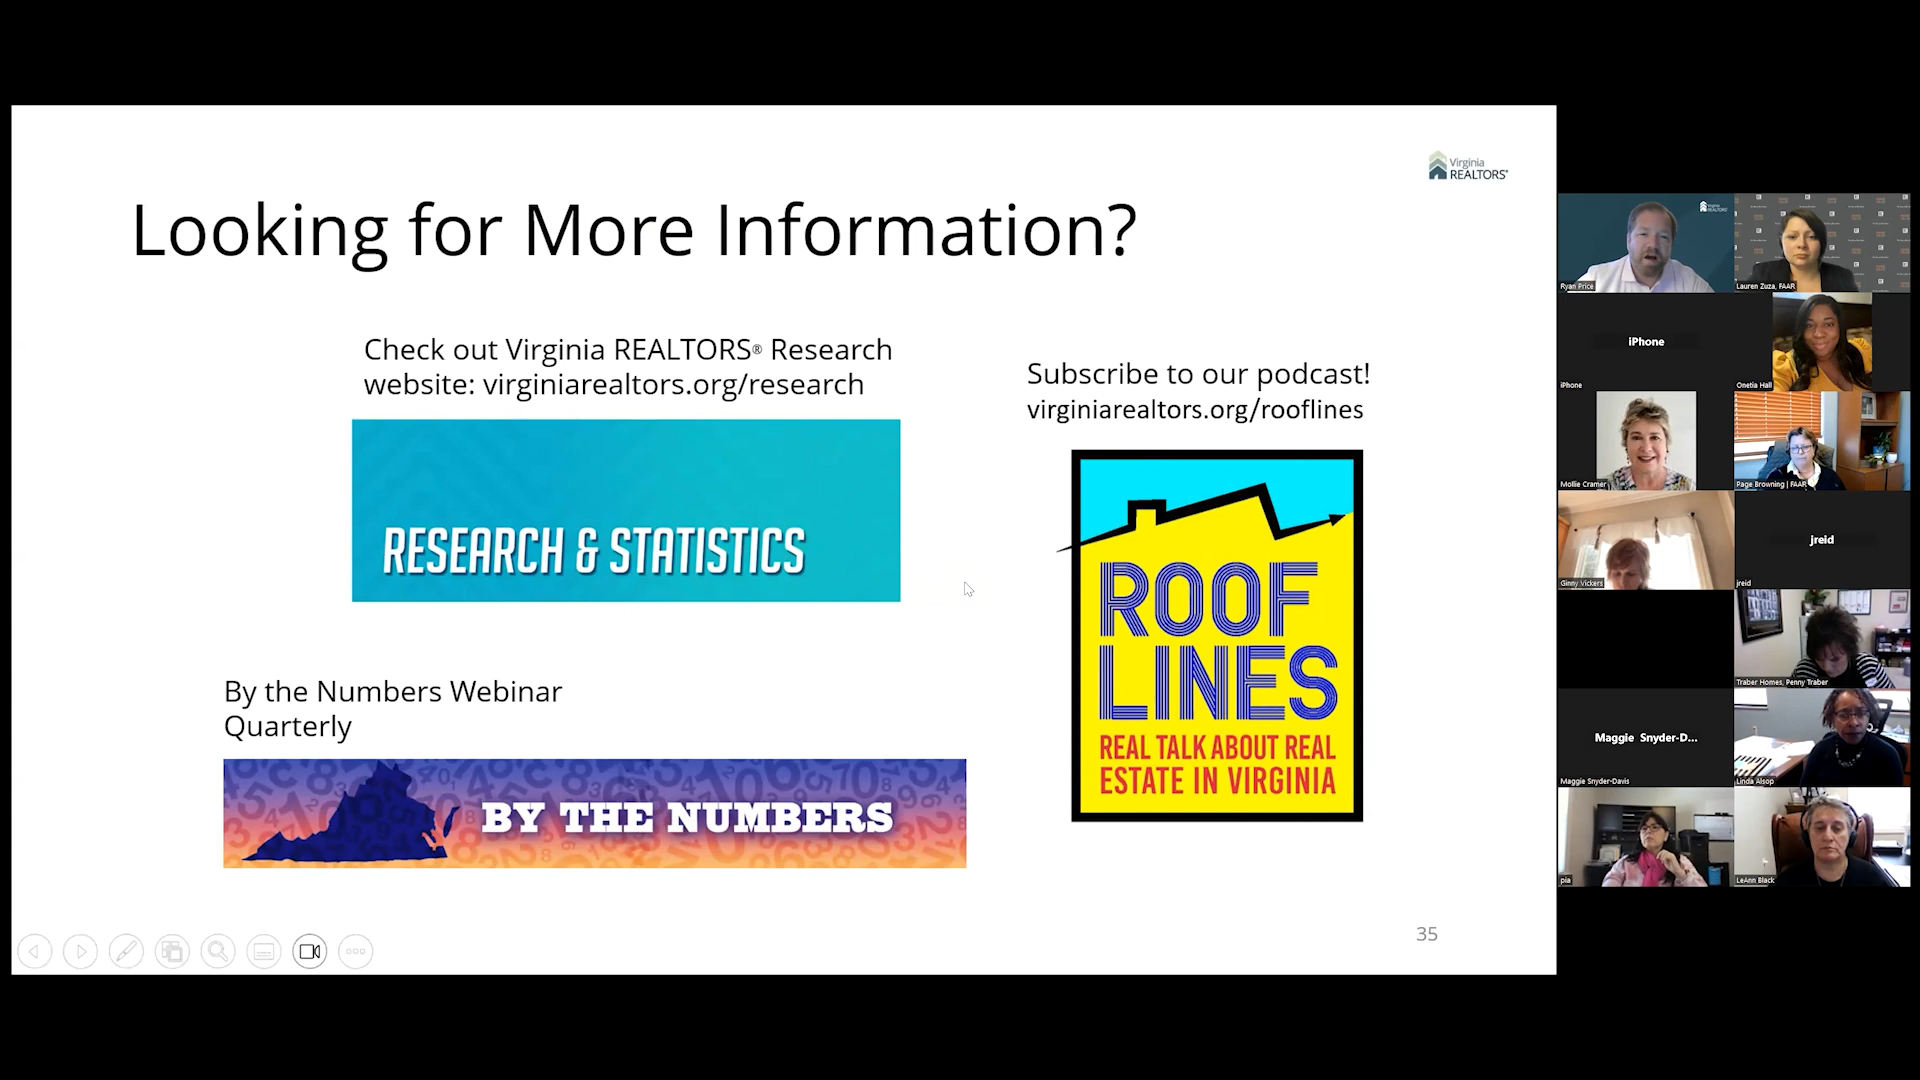 Virginia
REALTORS®
Looking for More Information?
Check out Virginia REALTORS® Research
website: virginiarealtors.org/research
RESEARCH & STATISTICS
By the Numbers Webinar
Quarterly
BY THE NUMBERS
Subscribe to our podcast!
virginiarealtors.org/rooflines
ROOF
LINES
REAL TALK ABOUT REAL
ESTATE IN VIRGINIA
35
Virginia
REALTORS
Ryan Price
Lauren Zuza, FAAR
iPhone
iPhone
Onetia Hall
Mollie Cramer
Page Browning | FAAR
Ginny Vickers
jreid
jreid
Traber Homes, Penny Traber
Maggie Snyder-D...
Maggie Snyder-Davis
Linda Alsop
pia
LeAnn Black